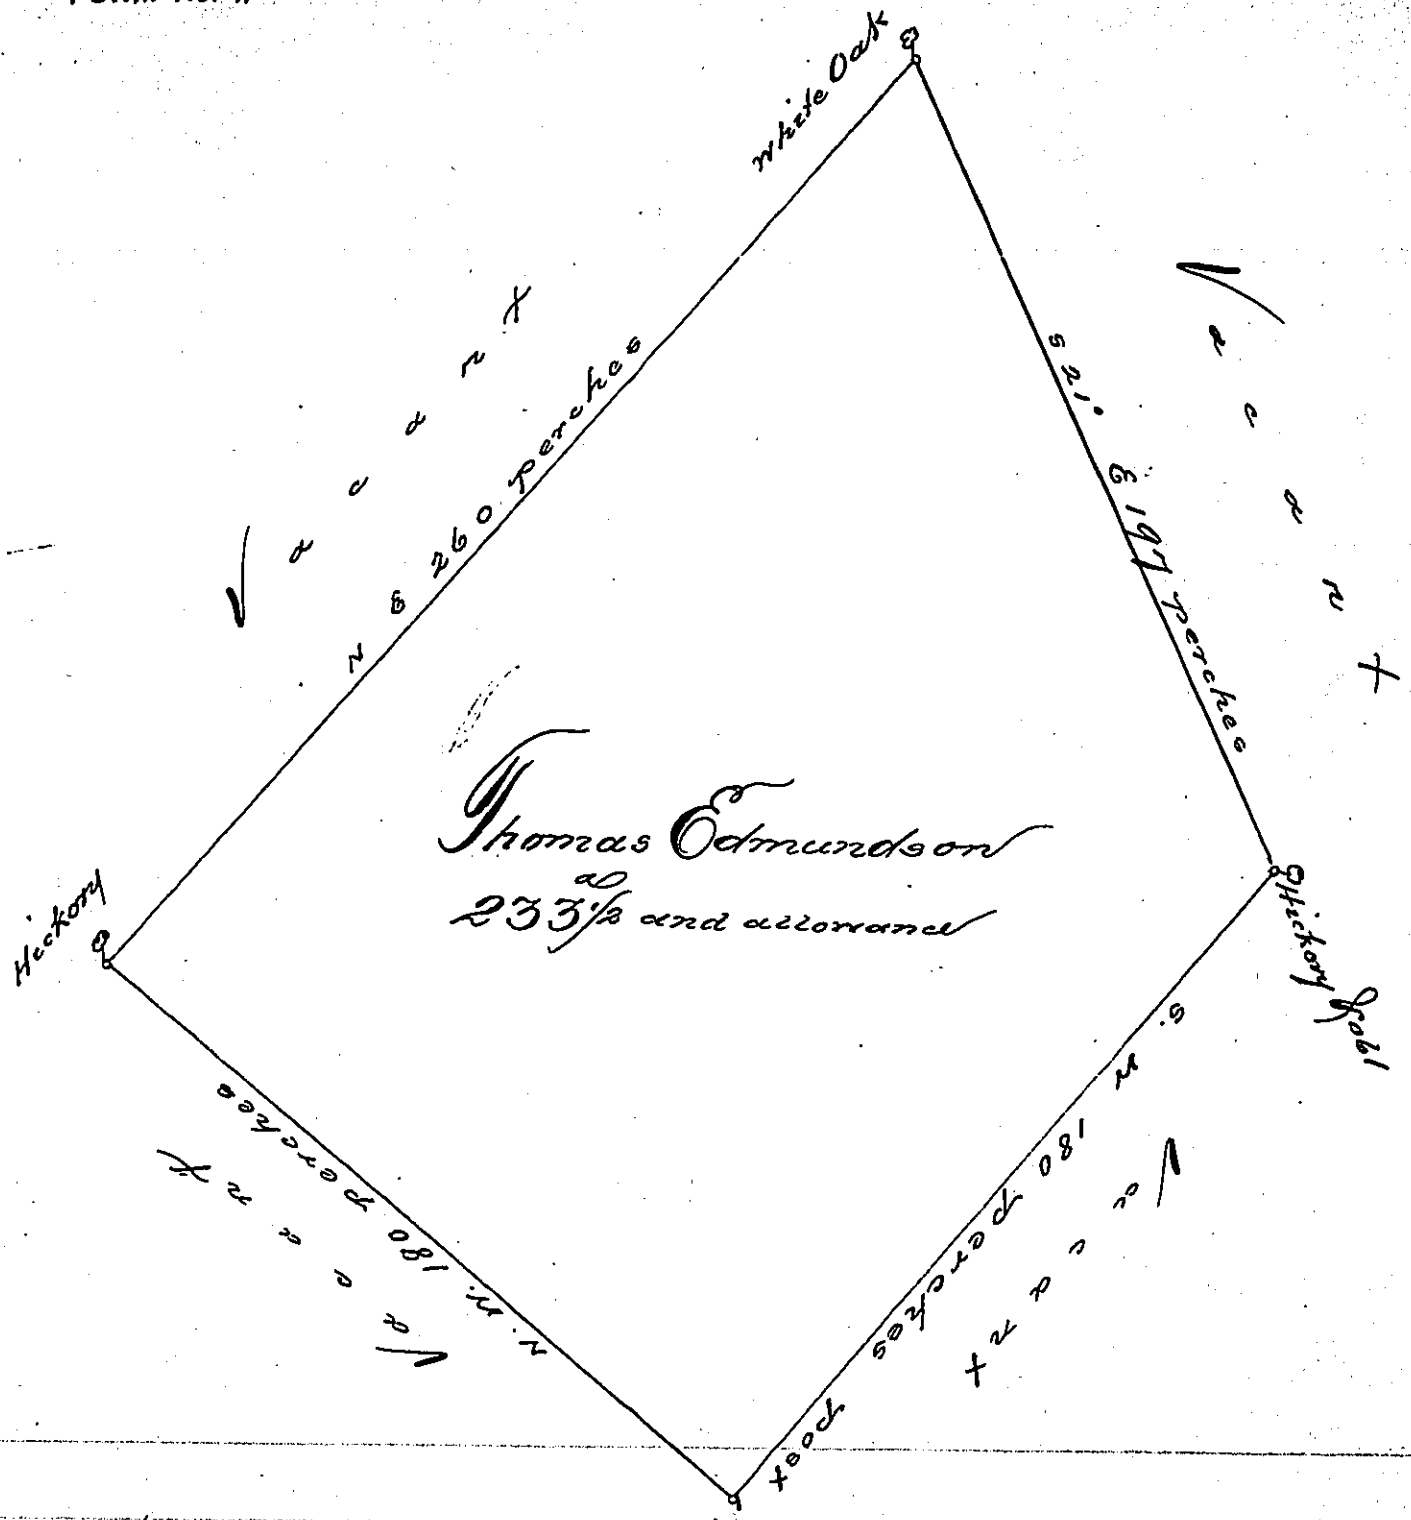 White Oak
N E 260 perches
Vacant
S 21° E 197 perches
Vacant
Thomas Edmundson
a
233 1/2 and allowance
Hickory
Hickory
S. W 180 perches
Vacant
N. W. 180 perches
Vacant
Post